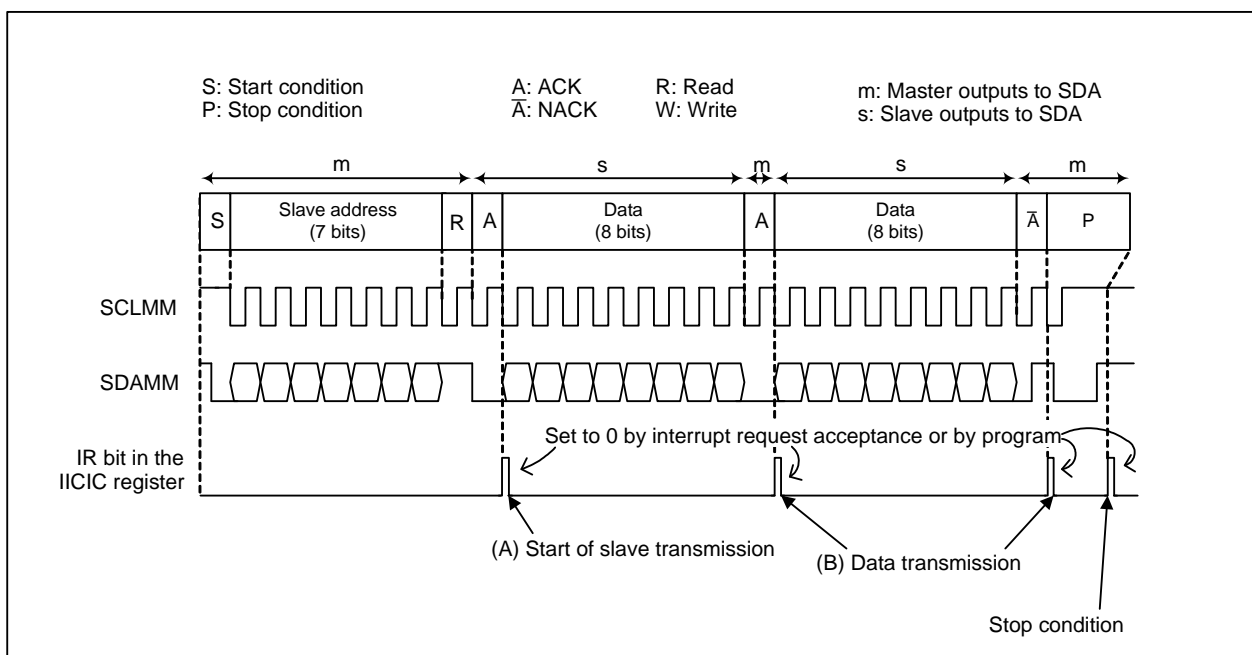 S: Start condition
P: Stop condition
A: ACK
A̅: NACK
R: Read
W: Write
m: Master outputs to SDA
s: Slave outputs to SDA
m
s
m
s
m
S
Slave address
(7 bits)
R
A
Data
(8 bits)
A
Data
(8 bits)
A̅
P
SCLMM
SDAMM
Set to 0 by interrupt request acceptance or by program
IR bit in the
IICIC register
(A) Start of slave transmission
(B) Data transmission
Stop condition